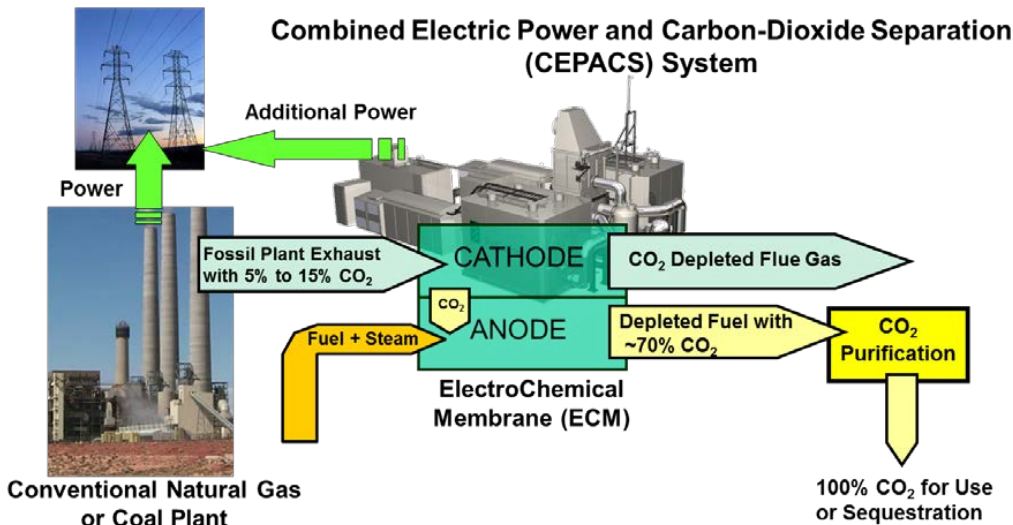 Combined Electric Power and Carbon-Dioxide Separation
(CEPACS) System
Additional Power
Power
Fossil Plant Exhaust
with 5% to 15% CO₂
CATHODE
CO₂ Depleted Flue Gas
CO₂
Fuel + Steam
ANODE
Depleted Fuel with
~70% CO₂
CO₂
Purification
ElectroChemical
Membrane (ECM)
Conventional Natural Gas
or Coal Plant
100% CO₂ for Use
or Sequestration